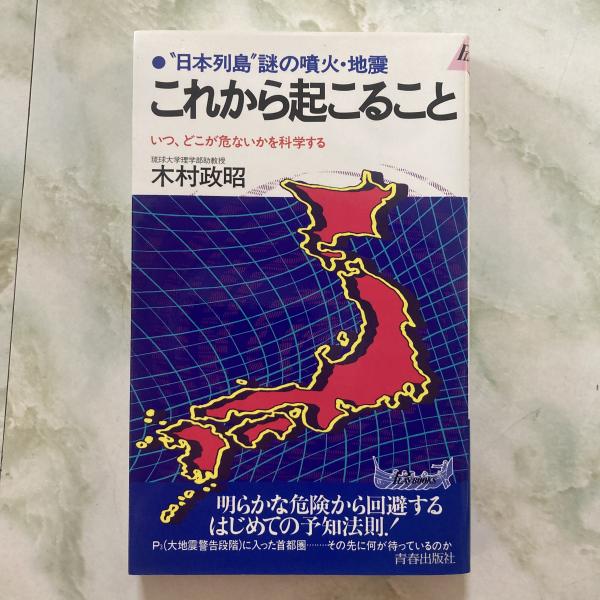 ●〝日本列島〟謎の噴火・地震
これから起こること
いつ、どこが危ないかを科学する
琉球大学理学部助教授
木村政昭
PLAY BOOKS
明らかな危険から回避する
はじめての予知法則!
P₃(大地震警告段階)に入った首都圏……その先に何が待っているのか
青春出版社